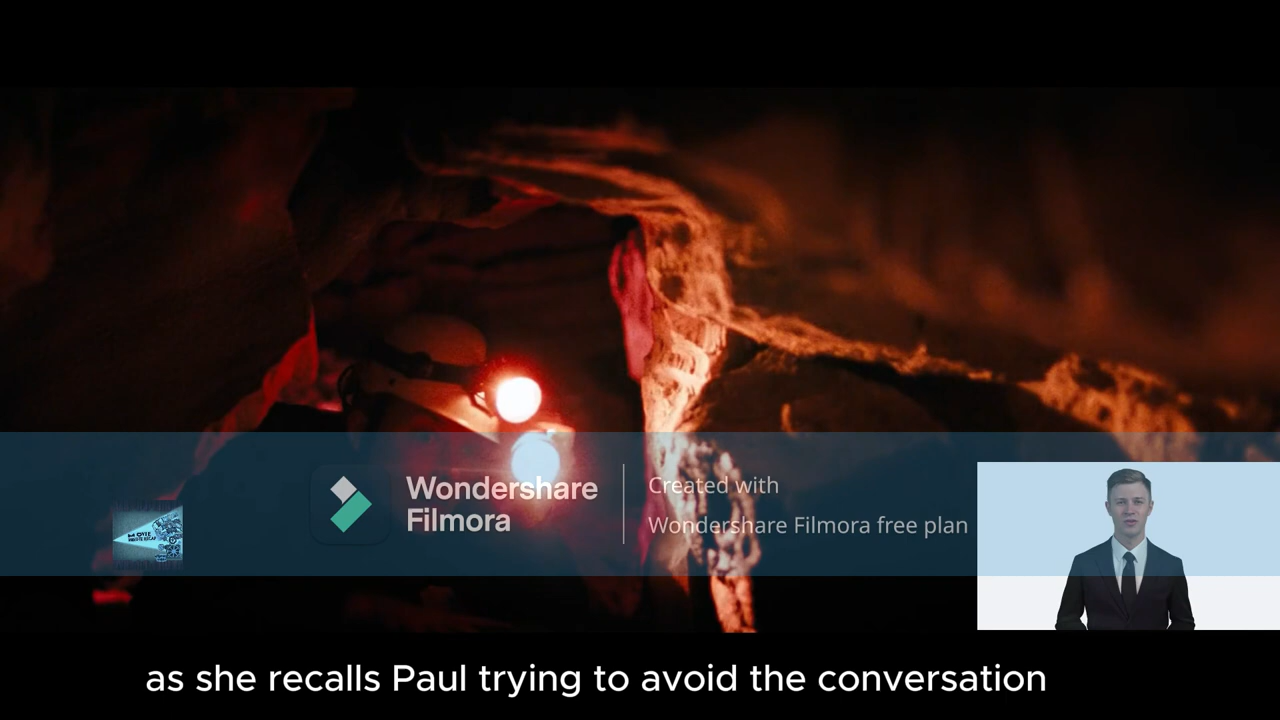 Wondershare
Filmora
Created with
Wondershare Filmora free plan
as she recalls Paul trying to avoid the conversation